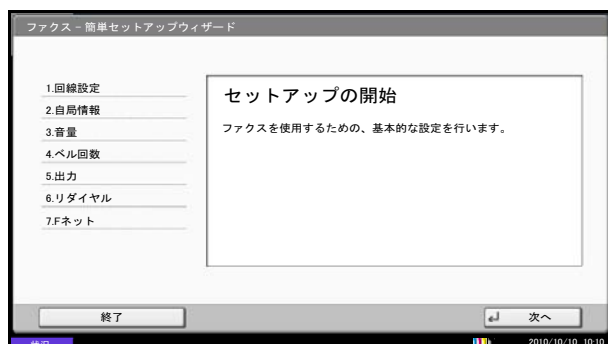 ファクス - 簡単セットアップウィザード
1.回線設定
2.自局情報
3.音量
4.ベル回数
5.出力
6.リダイヤル
7.Fネット
セットアップの開始
ファクスを使用するための、基本的な設定を行います。
終了
次へ
状況
2010/10/10 10:10